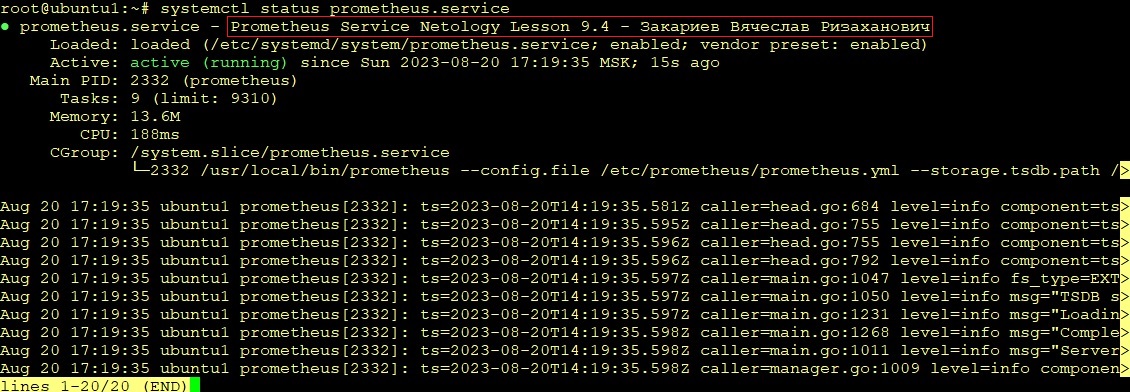 root@ubuntu1:~# systemctl status prometheus.service
● prometheus.service - Prometheus Service Netology Lesson 9.4 - Закариев Вячеслав Ризаханович
Loaded: loaded (/etc/systemd/system/prometheus.service; enabled; vendor preset: enabled)
Active: active (running) since Sun 2023-08-20 17:19:35 MSK; 15s ago
Main PID: 2332 (prometheus)
Tasks: 9 (limit: 9310)
Memory: 13.6M
CPU: 188ms
CGroup: /system.slice/prometheus.service
└─2332 /usr/local/bin/prometheus --config.file /etc/prometheus/prometheus.yml --storage.tsdb.path />
Aug 20 17:19:35 ubuntu1 prometheus[2332]: ts=2023-08-20T14:19:35.581Z caller=head.go:684 level=info component=ts>
Aug 20 17:19:35 ubuntu1 prometheus[2332]: ts=2023-08-20T14:19:35.595Z caller=head.go:755 level=info component=ts>
Aug 20 17:19:35 ubuntu1 prometheus[2332]: ts=2023-08-20T14:19:35.596Z caller=head.go:755 level=info component=ts>
Aug 20 17:19:35 ubuntu1 prometheus[2332]: ts=2023-08-20T14:19:35.596Z caller=head.go:792 level=info component=ts>
Aug 20 17:19:35 ubuntu1 prometheus[2332]: ts=2023-08-20T14:19:35.597Z caller=main.go:1047 level=info fs_type=EXT>
Aug 20 17:19:35 ubuntu1 prometheus[2332]: ts=2023-08-20T14:19:35.597Z caller=main.go:1050 level=info msg="TSDB s>
Aug 20 17:19:35 ubuntu1 prometheus[2332]: ts=2023-08-20T14:19:35.597Z caller=main.go:1231 level=info msg="Loadin>
Aug 20 17:19:35 ubuntu1 prometheus[2332]: ts=2023-08-20T14:19:35.598Z caller=main.go:1268 level=info msg="Comple>
Aug 20 17:19:35 ubuntu1 prometheus[2332]: ts=2023-08-20T14:19:35.598Z caller=main.go:1011 level=info msg="Server>
Aug 20 17:19:35 ubuntu1 prometheus[2332]: ts=2023-08-20T14:19:35.598Z caller=manager.go:1009 level=info componen>
lines 1-20/20 (END)